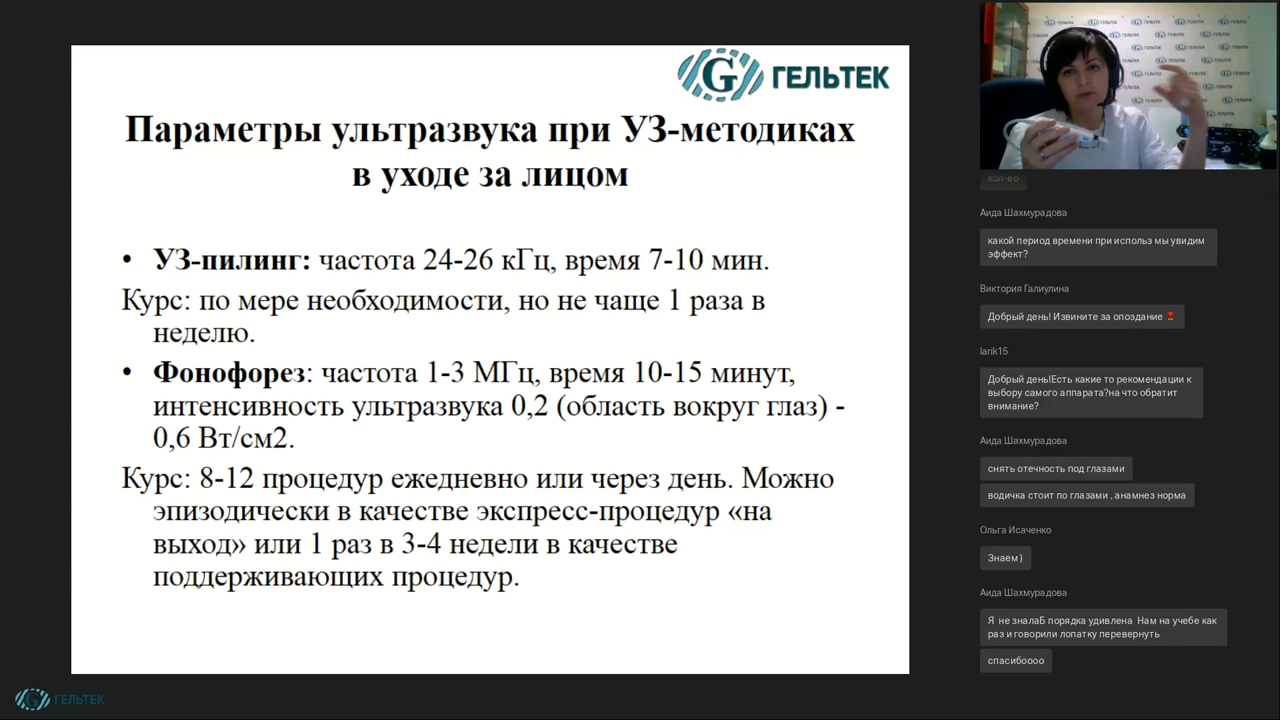 ГЕЛЬТЕК
Параметры ультразвука при УЗ-методиках
в уходе за лицом
• УЗ-пилинг: частота 24-26 кГц, время 7-10 мин.
Курс: по мере необходимости, но не чаще 1 раза в
неделю.
• Фонофорез: частота 1-3 МГц, время 10-15 минут,
интенсивность ультразвука 0,2 (область вокруг глаз) -
0,6 Вт/см2.
Курс: 8-12 процедур ежедневно или через день. Можно
эпизодически в качестве экспресс-процедур «на
выход» или 1 раз в 3-4 недели в качестве
поддерживающих процедур.
кол-во
Аида Шахмурадова
какой период времени при использ мы увидим
эффект?
Виктория Галиулина
Добрый день! Извините за опоздание 🌹
larik15
Добрый день!Есть какие то рекомендации к
выбору самого аппарата?на что обратит
внимание?
Аида Шахмурадова
снять отечность под глазами
водичка стоит по глазами , анамнез норма
Ольга Исаченко
Знаем )
Аида Шахмурадова
Я не зналаБ порядка удивлена Нам на учебе как
раз и говорили лопатку перевернуть
спасибоооо
ГЕЛЬТЕК